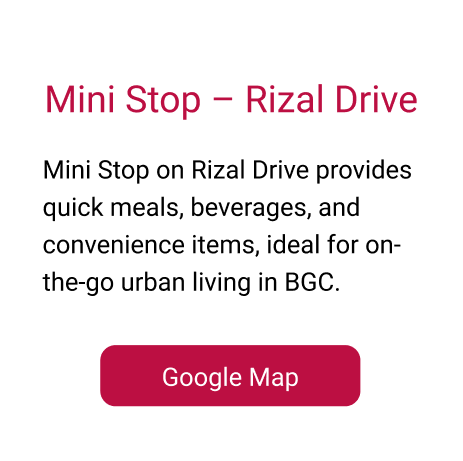 Mini Stop – Rizal Drive
Mini Stop on Rizal Drive provides
quick meals, beverages, and
convenience items, ideal for on-
the-go urban living in BGC.
Google Map